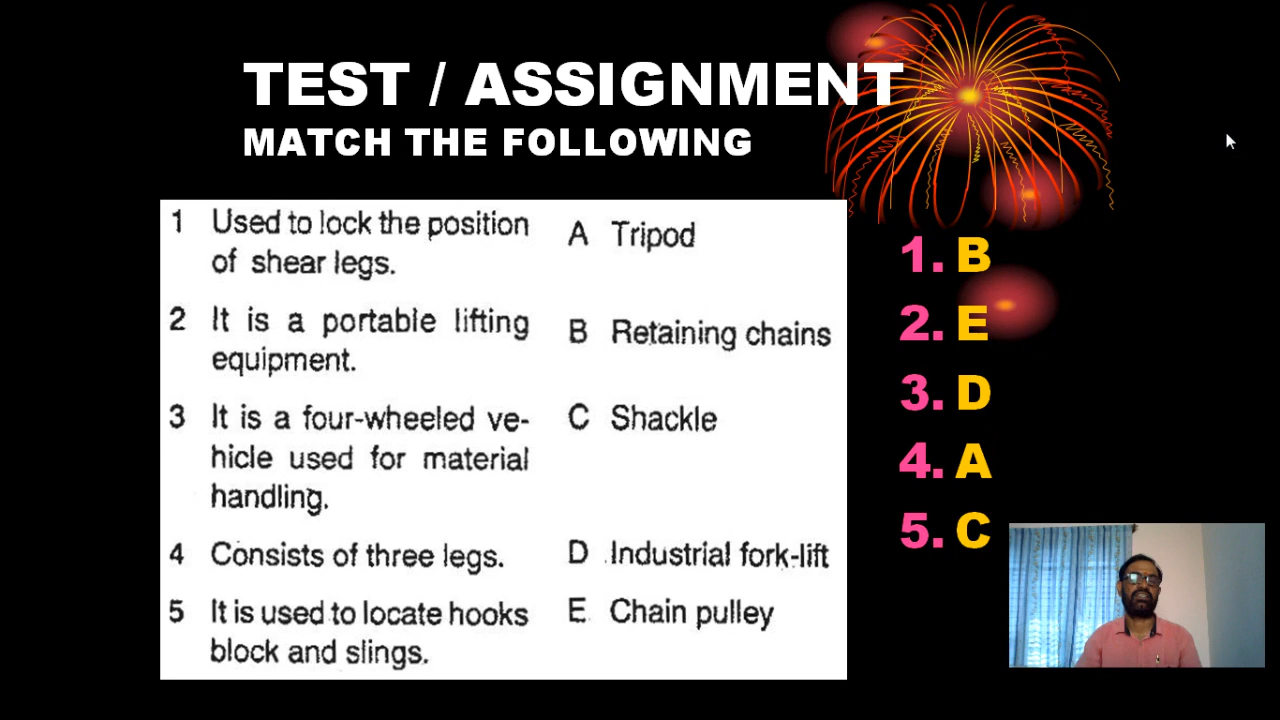 TEST / ASSIGNMENT
MATCH THE FOLLOWING
1 Used to lock the position
of shear legs.
A Tripod
2 It is a portable lifting
equipment.
B Retaining chains
3 It is a four-wheeled ve-
hicle used for material
handling.
C Shackle
4 Consists of three legs.
D Industrial fork-lift
5 It is used to locate hooks
block and slings.
E Chain pulley
1. B
2. E
3. D
4. A
5. C